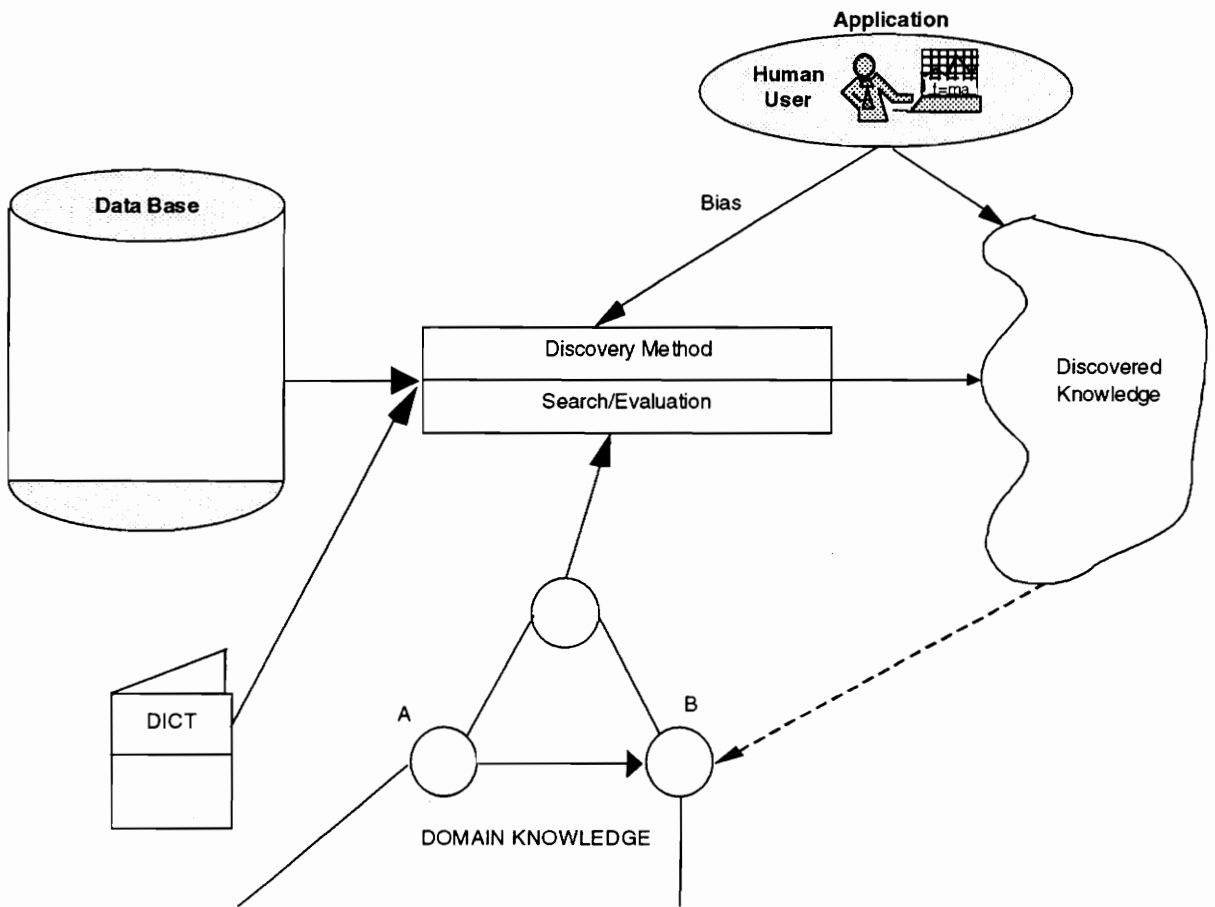 Application
Human
User
f=ma
Data Base
Bias
Discovery Method
Search/Evaluation
Discovered
Knowledge
DICT
A
B
DOMAIN KNOWLEDGE